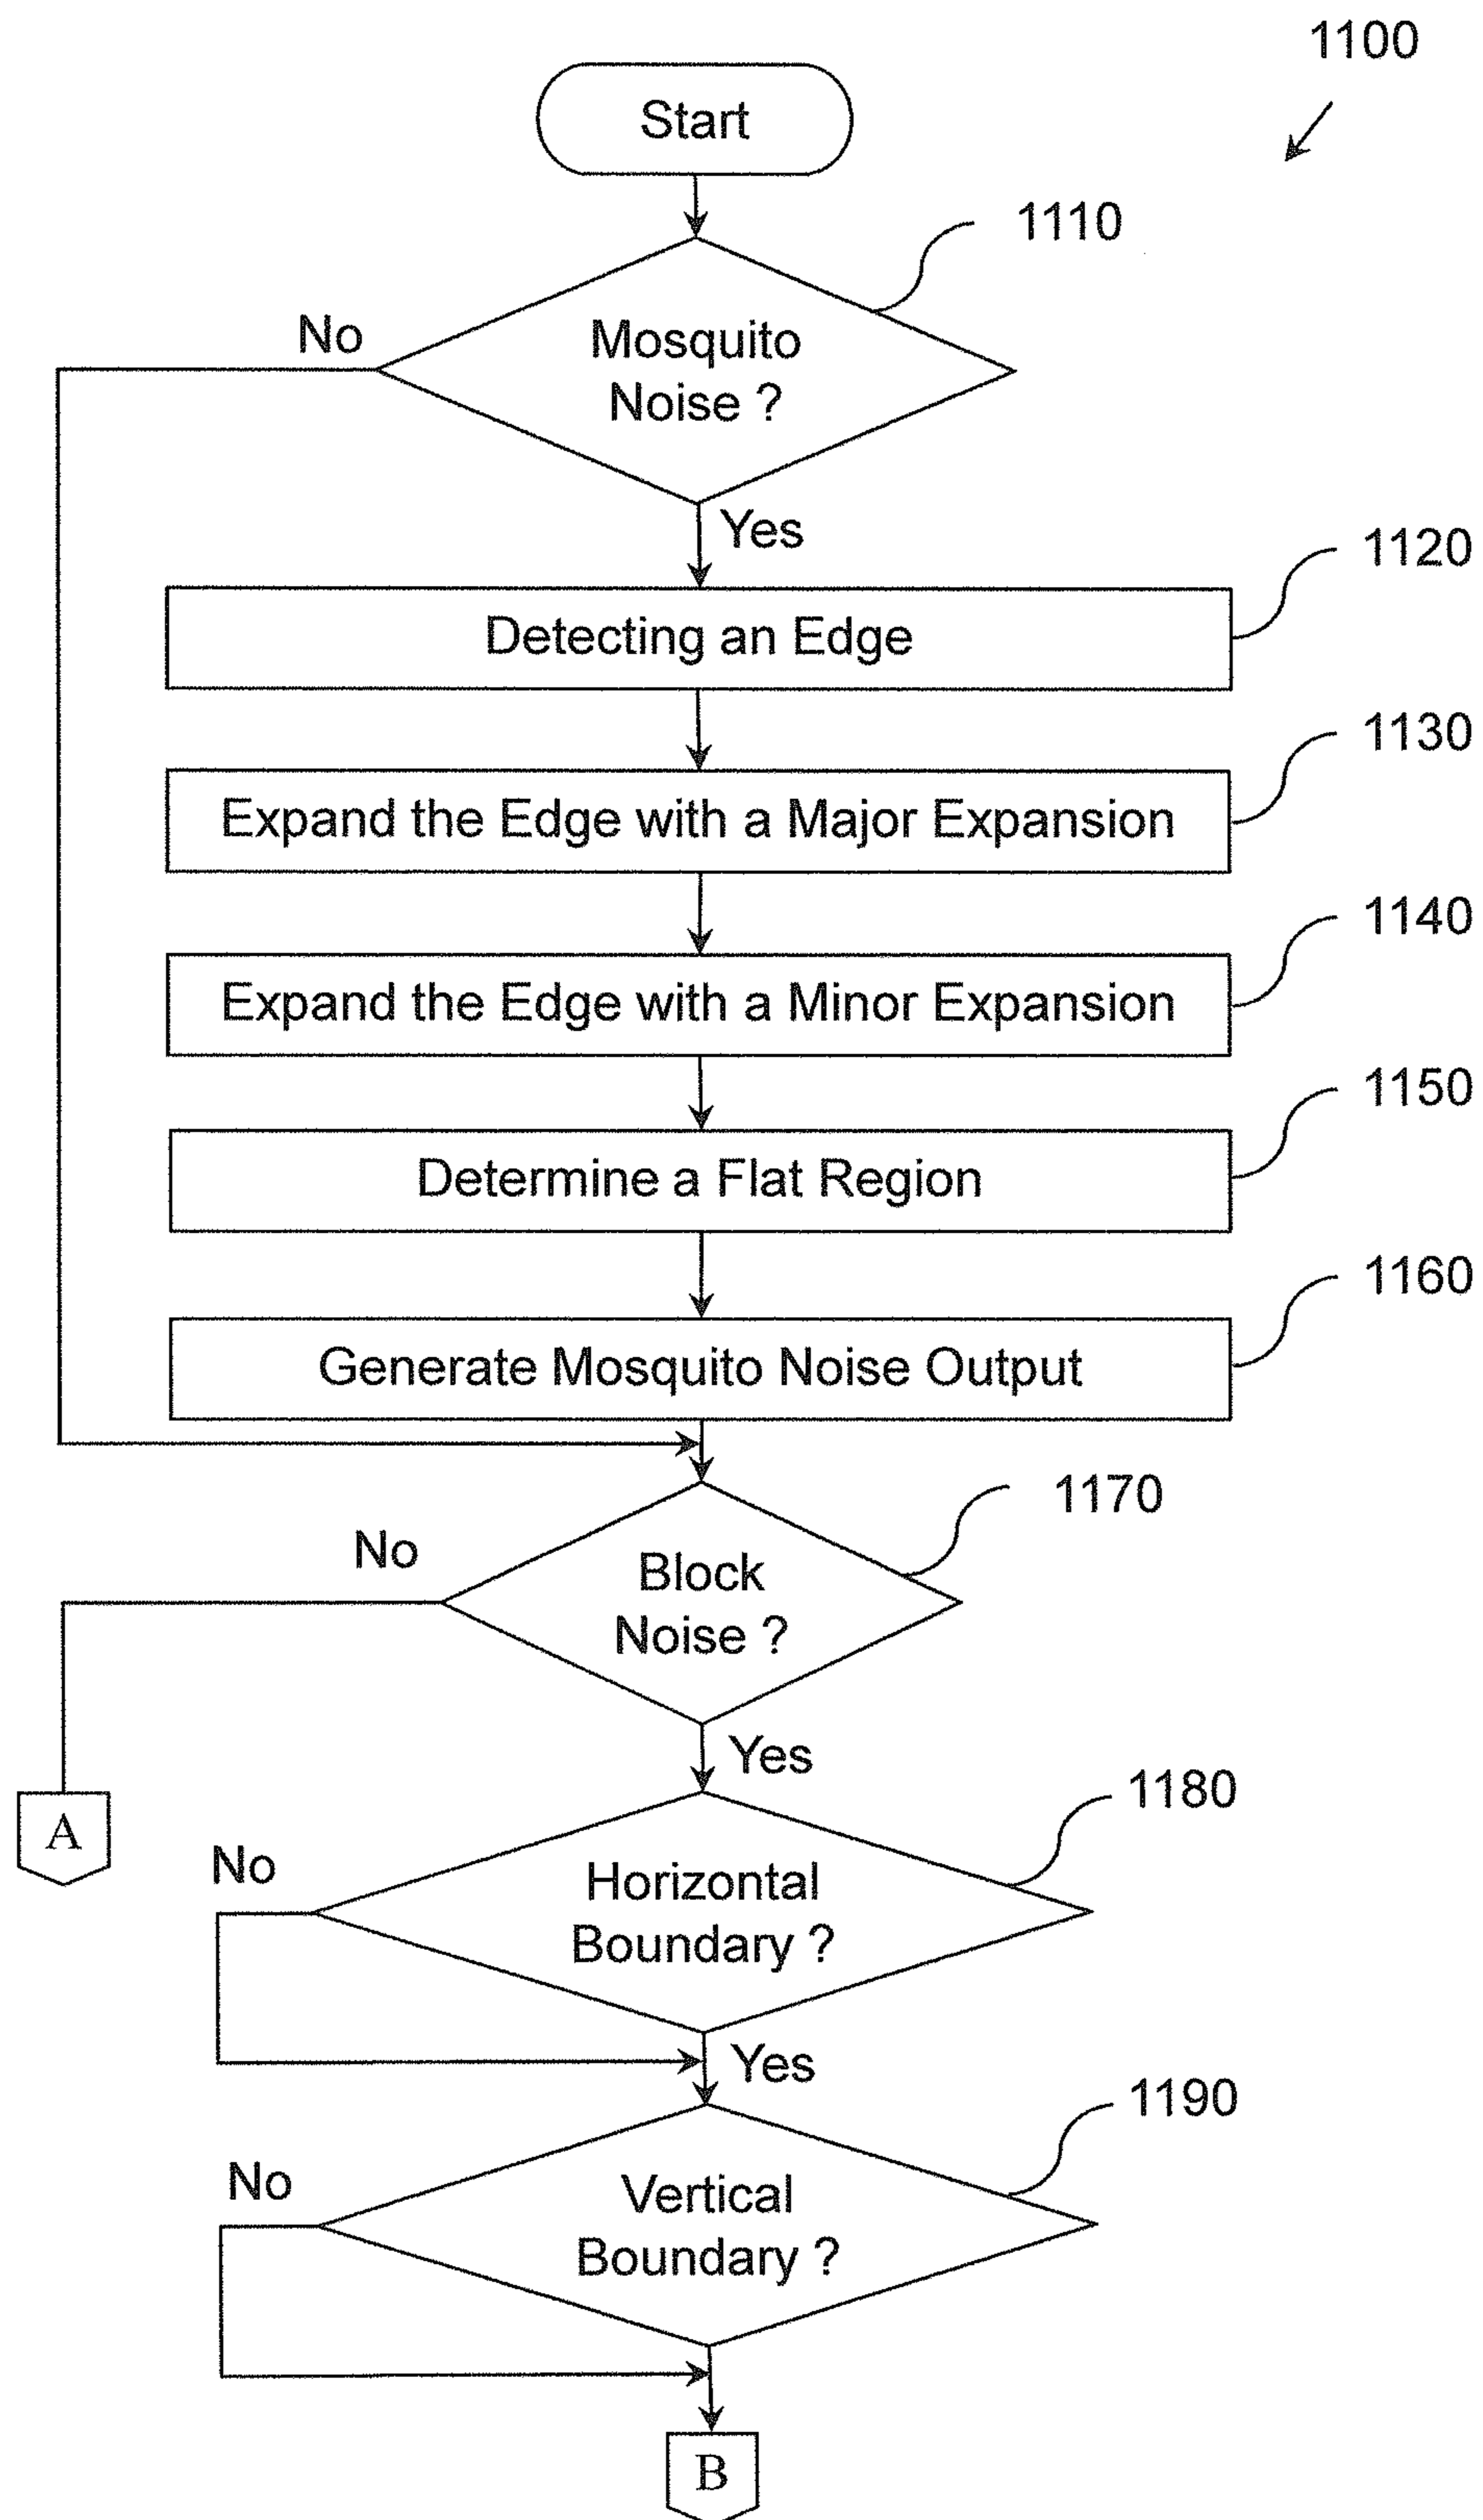 1100
Start
1110
No
Mosquito
Noise ?
Yes
1120
Detecting an Edge
1130
Expand the Edge with a Major Expansion
1140
Expand the Edge with a Minor Expansion
1150
Determine a Flat Region
1160
Generate Mosquito Noise Output
1170
No
Block
Noise ?
Yes
1180
A
No
Horizontal
Boundary ?
Yes
1190
No
Vertical
Boundary ?
B